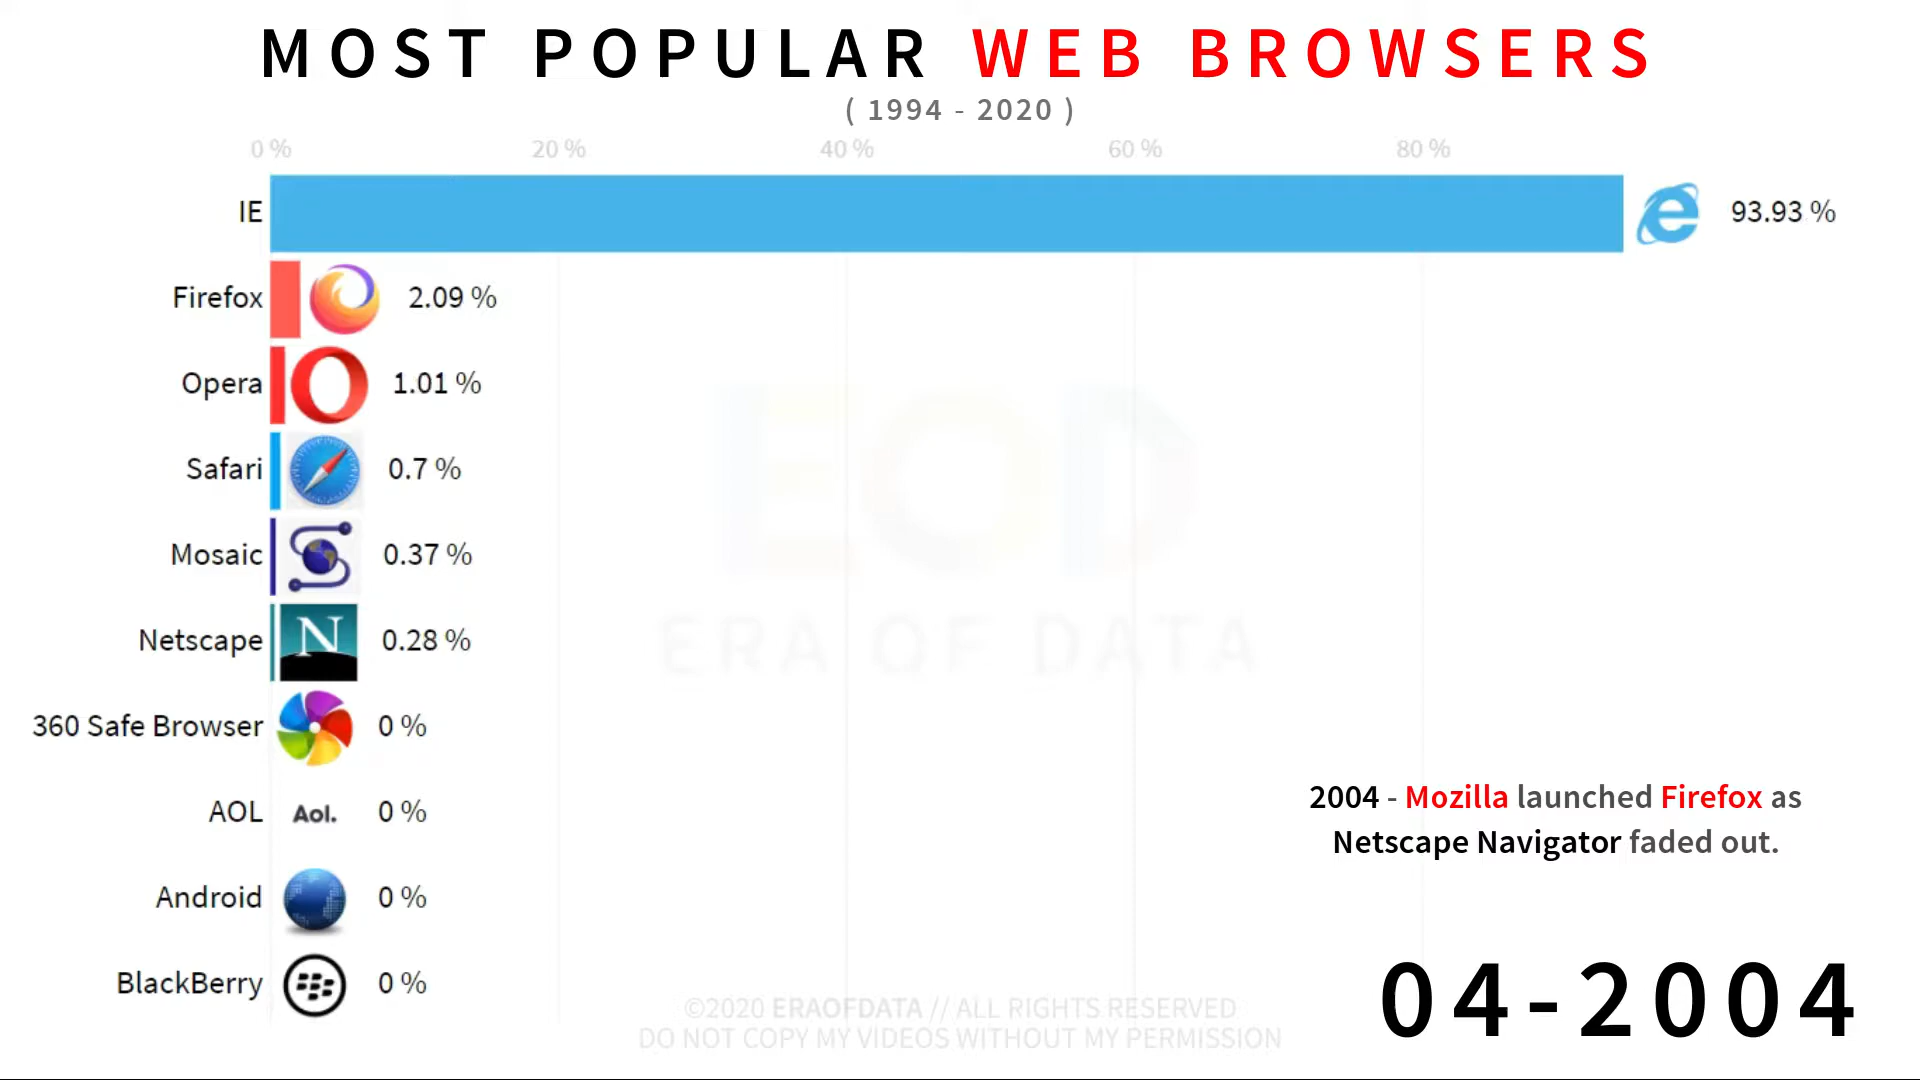 MOST POPULAR WEB BROWSERS
( 1994 - 2020 )
0 % 20 % 40 % 60 % 80 %
IE 93.93 %
Firefox 2.09 %
Opera 1.01 %
Safari 0.7 %
Mosaic 0.37 %
Netscape N 0.28 %
360 Safe Browser 0 %
AOL Aol. 0 %
Android 0 %
BlackBerry 0 %
EOD
ERA OF DATA
2004 - Mozilla launched Firefox as
Netscape Navigator faded out.
04-2004
©2020 ERAOFDATA // ALL RIGHTS RESERVED
DO NOT COPY MY VIDEOS WITHOUT MY PERMISSION